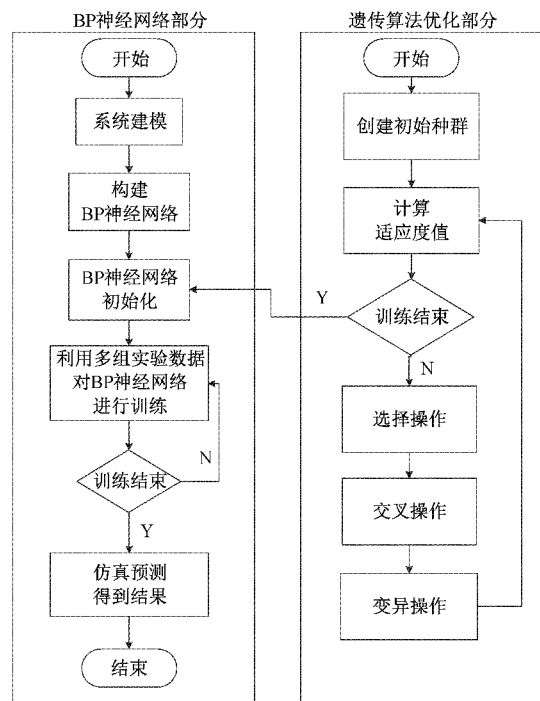 BP神经网络部分
开始
系统建模
构建
BP神经网络
BP神经网络
初始化
利用多组实验数据
对BP神经网络
进行训练
N
训练结束
Y
仿真预测
得到结果
结束
遗传算法优化部分
开始
创建初始种群
计算
适应度值
Y
训练结束
N
选择操作
交叉操作
变异操作